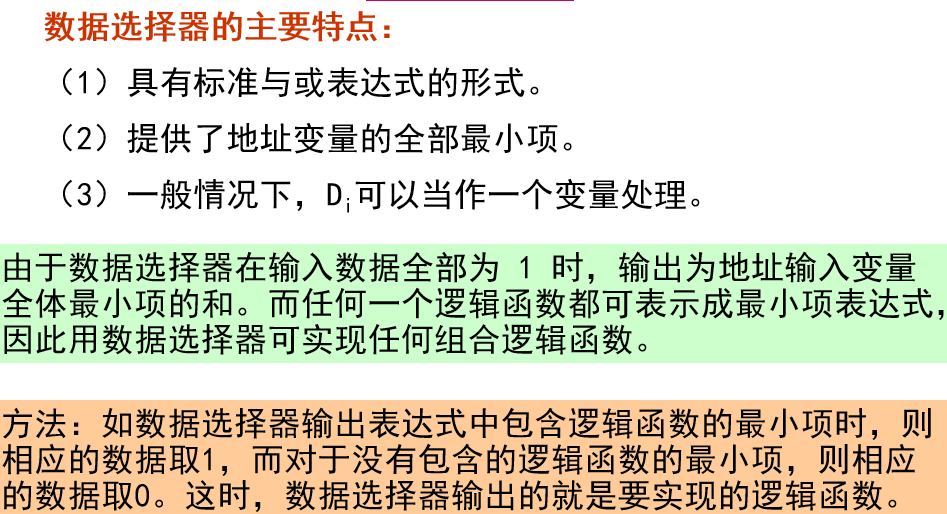 数据选择器的主要特点：
（1）具有标准与或表达式的形式。
（2）提供了地址变量的全部最小项。
（3）一般情况下，Di可以当作一个变量处理。
由于数据选择器在输入数据全部为 1 时，输出为地址输入变量
全体最小项的和。而任何一个逻辑函数都可表示成最小项表达式，
因此用数据选择器可实现任何组合逻辑函数。
方法：如数据选择器输出表达式中包含逻辑函数的最小项时，则
相应的数据取1，而对于没有包含的逻辑函数的最小项，则相应
的数据取0。这时，数据选择器输出的就是要实现的逻辑函数。